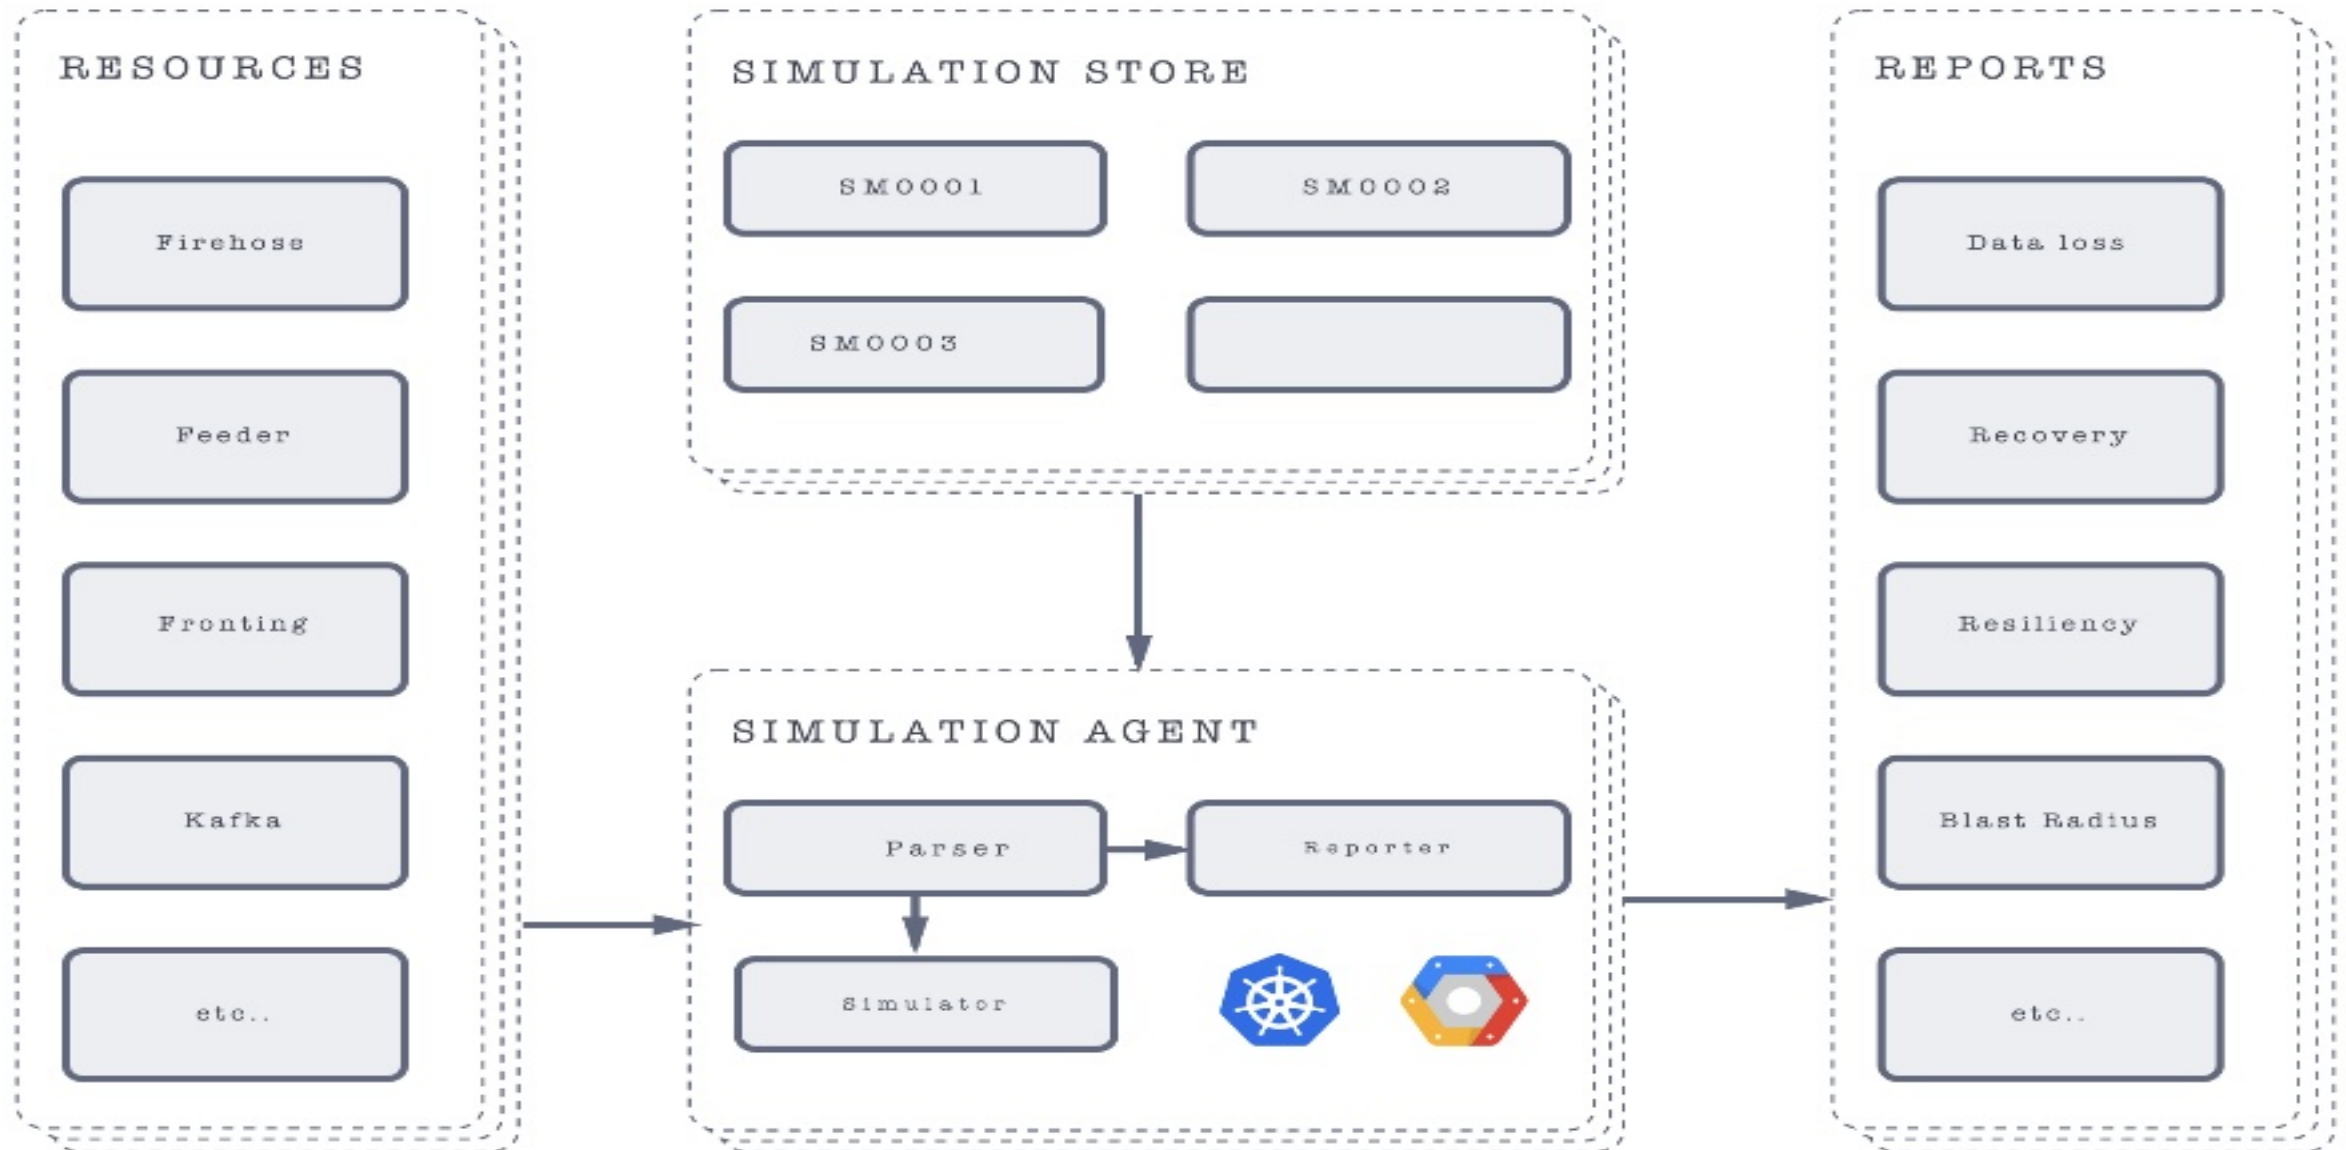 RESOURCES
Firehose
Feeder
Fronting
Kafka
etc..
SIMULATION STORE
SM0001
SM0002
SM0003
SIMULATION AGENT
Parser
Reporter
Simulator
REPORTS
Data loss
Recovery
Resiliency
Blast Radius
etc..